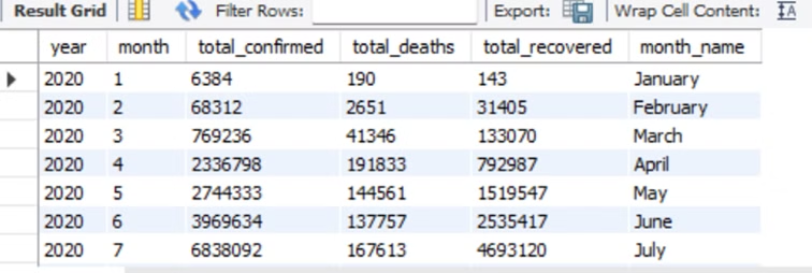 Result Grid Filter Rows: Export: Wrap Cell Content: IA
year month total_confirmed total_deaths total_recovered month_name
2020 1 6384 190 143 January
2020 2 68312 2651 31405 February
2020 3 769236 41346 133070 March
2020 4 2336798 191833 792987 April
2020 5 2744333 144561 1519547 May
2020 6 3969634 137757 2535417 June
2020 7 6838092 167613 4693120 July